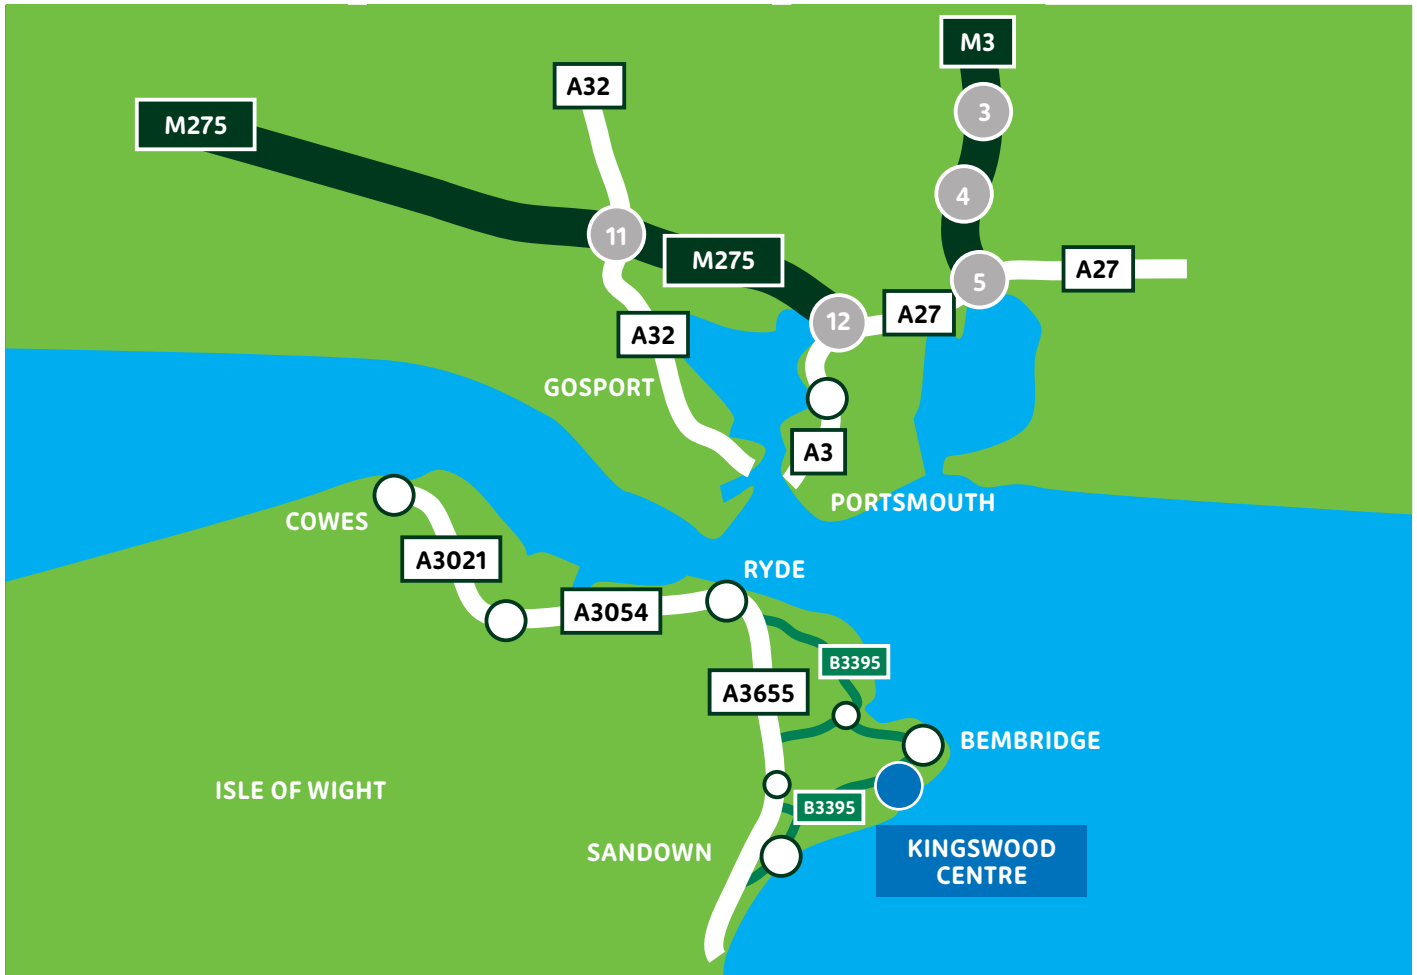 M3
A32
3
M275
4
11
M275
A27
5
A27
12
A32
GOSPORT
A3
PORTSMOUTH
COWES
A3021
RYDE
A3054
B3395
A3655
BEMBRIDGE
ISLE OF WIGHT
B3395
SANDOWN
KINGSWOOD
CENTRE